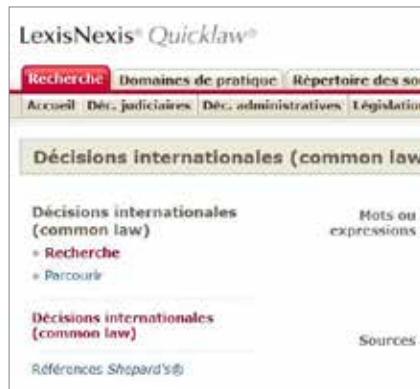 LexisNexis® Quicklaw®
Recherche Domaines de pratique Répertoire des sou
Accueil Déc. judiciaires Déc. administratives Législation
Décisions internationales (common law
Décisions internationales
(common law)
Recherche
Parcourir
Mots ou
expressions
Décisions internationales
(common law)
Sources
Références Shepard's®